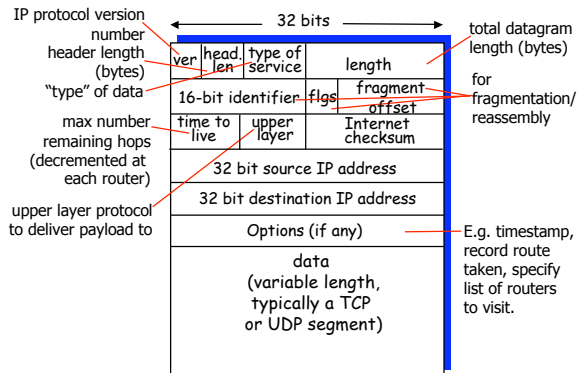 32 bits
IP protocol version
number
header length
(bytes)
“type” of data
max number
remaining hops
(decremented at
each router)
upper layer protocol
to deliver payload to
ver
head.
len
type of
service
length
16-bit identifier
flgs
fragment
offset
time to
live
upper
layer
Internet
checksum
32 bit source IP address
32 bit destination IP address
Options (if any)
data
(variable length,
typically a TCP
or UDP segment)
total datagram
length (bytes)
for
fragmentation/
reassembly
E.g. timestamp,
record route
taken, specify
list of routers
to visit.